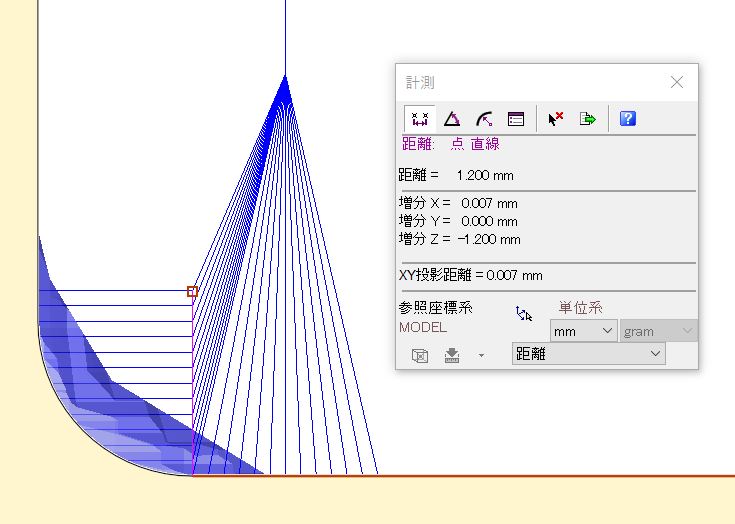 計測
距離: 点 直線
距離 = 1.200 mm
増分 X = 0.007 mm
増分 Y = 0.000 mm
増分 Z = -1.200 mm
XY投影距離 = 0.007 mm
参照座標系 単位系
MODEL
mm gram
距離